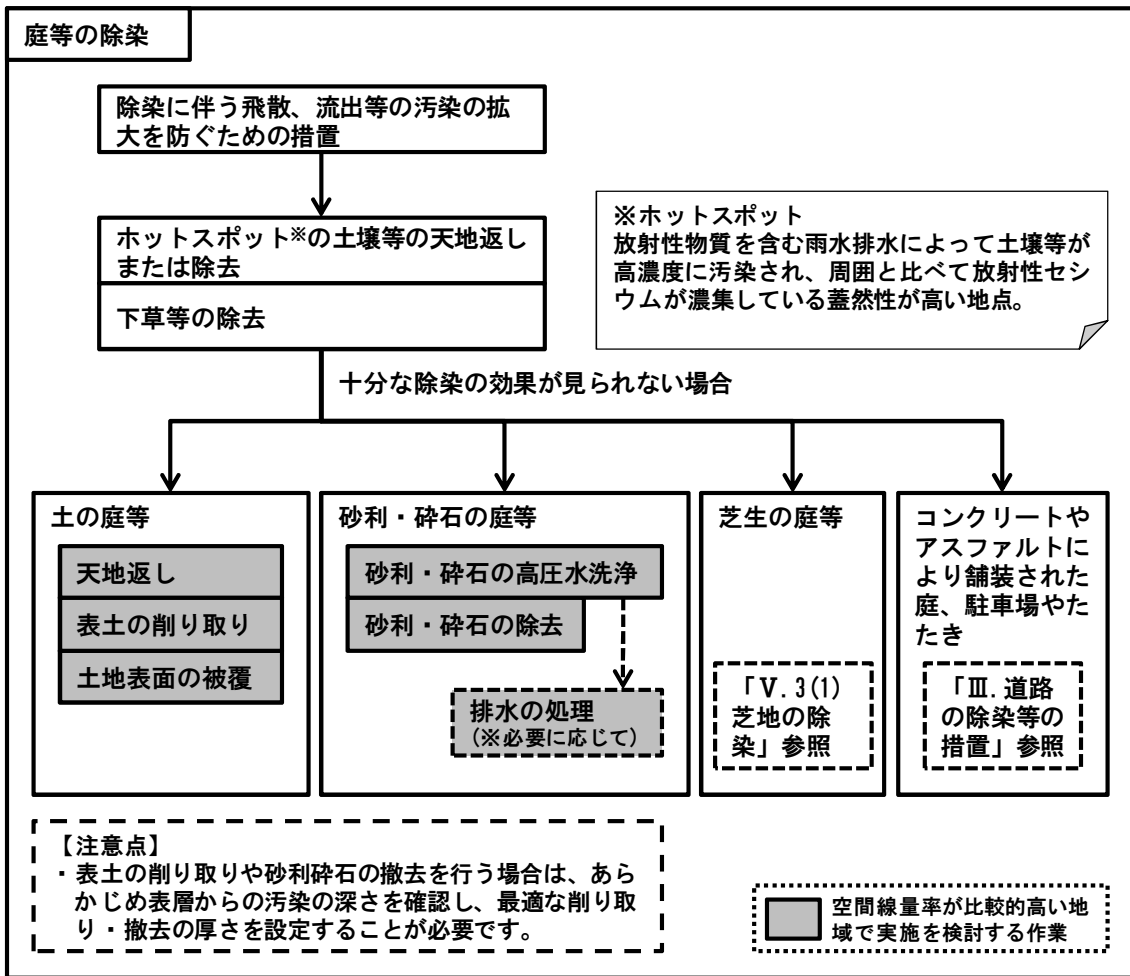 庭等の除染
除染に伴う飛散、流出等の汚染の拡
大を防ぐための措置
ホットスポット※の土壌等の天地返し
または除去
下草等の除去
※ホットスポット
放射性物質を含む雨水排水によって土壌等が
高濃度に汚染され、周囲と比べて放射性セシ
ウムが濃集している蓋然性が高い地点。
十分な除染の効果が見られない場合
土の庭等
天地返し
表土の削り取り
土地表面の被覆
砂利・砕石の庭等
砂利・砕石の高圧水洗浄
砂利・砕石の除去
排水の処理
(※必要に応じて)
芝生の庭等
「Ⅴ.3(1)
芝地の除
染」参照
コンクリートや
アスファルトに
より舗装された
庭、駐車場やた
たき
「Ⅲ.道路
の除染等の
措置」参照
【注意点】
・表土の削り取りや砂利砕石の撤去を行う場合は、あら
かじめ表層からの汚染の深さを確認し、最適な削り取
り・撤去の厚さを設定することが必要です。
空間線量率が比較的高い地
域で実施を検討する作業